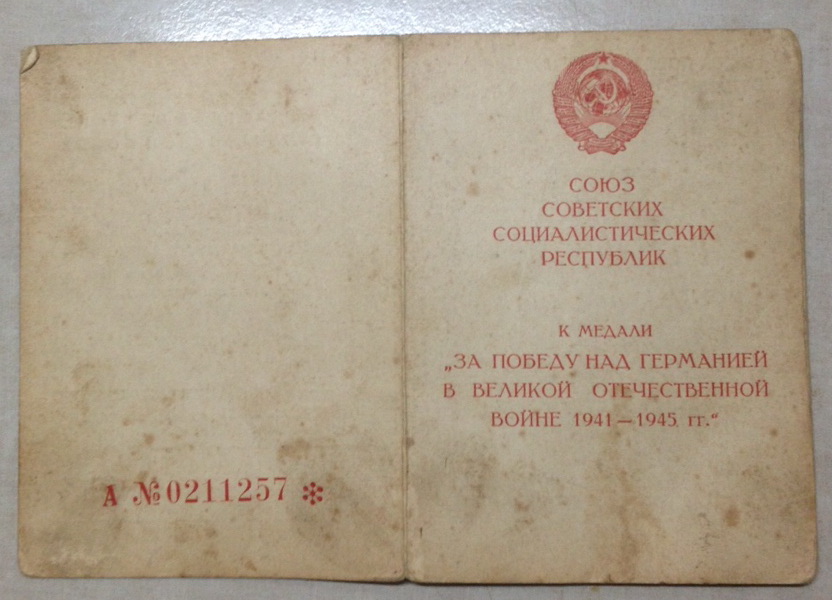 А №0211257 *
СОЮЗ
СОВЕТСКИХ
СОЦИАЛИСТИЧЕСКИХ
РЕСПУБЛИК
К МЕДАЛИ
„ЗА ПОБЕДУ НАД ГЕРМАНИЕЙ
В ВЕЛИКОЙ ОТЕЧЕСТВЕННОЙ
ВОЙНЕ 1941—1945 гг.“